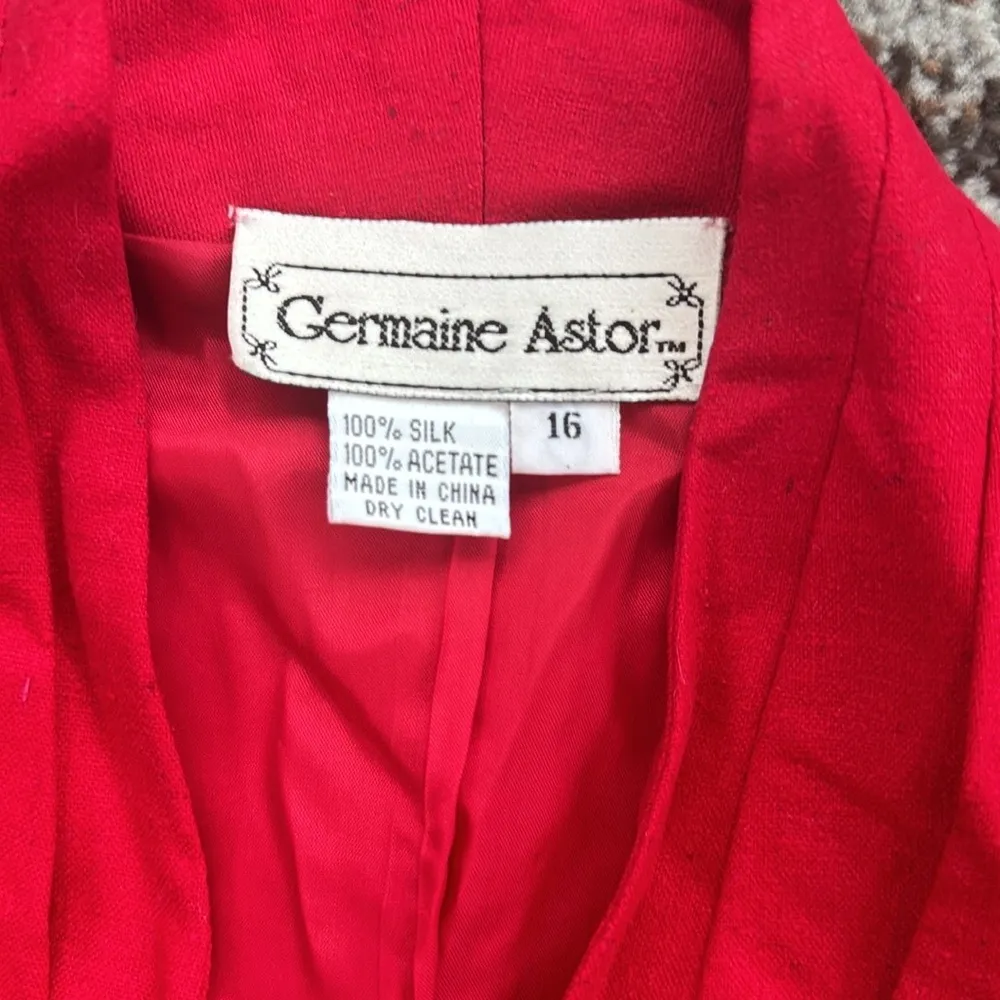 Germaine Astor™
100% SILK
100% ACETATE
MADE IN CHINA
DRY CLEAN
16